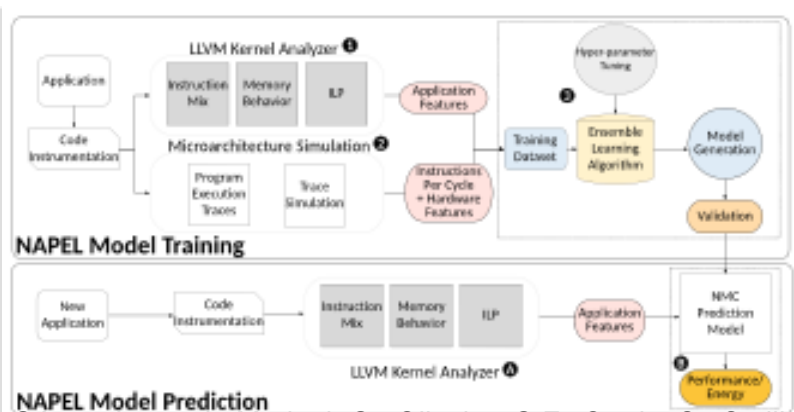 LLVM Kernel Analyzer 1
Application
Code
Instrumentation
Instruction
Mix
Memory
Behavior
ILP
Application
Features
Microarchitecture Simulation 2
Program
Execution
Traces
Trace
Simulation
Instructions
Per Cycle
+ Hardware
Features
Hyper-parameter
Tuning
3
Training
Dataset
Ensemble
Learning
Algorithm
Model
Generation
Validation
NAPEL Model Training
New
Application
Code
Instrumentation
Instruction
Mix
Memory
Behavior
ILP
LLVM Kernel Analyzer A
Application
Features
NMC
Prediction
Model
B
Performance/
Energy
NAPEL Model Prediction